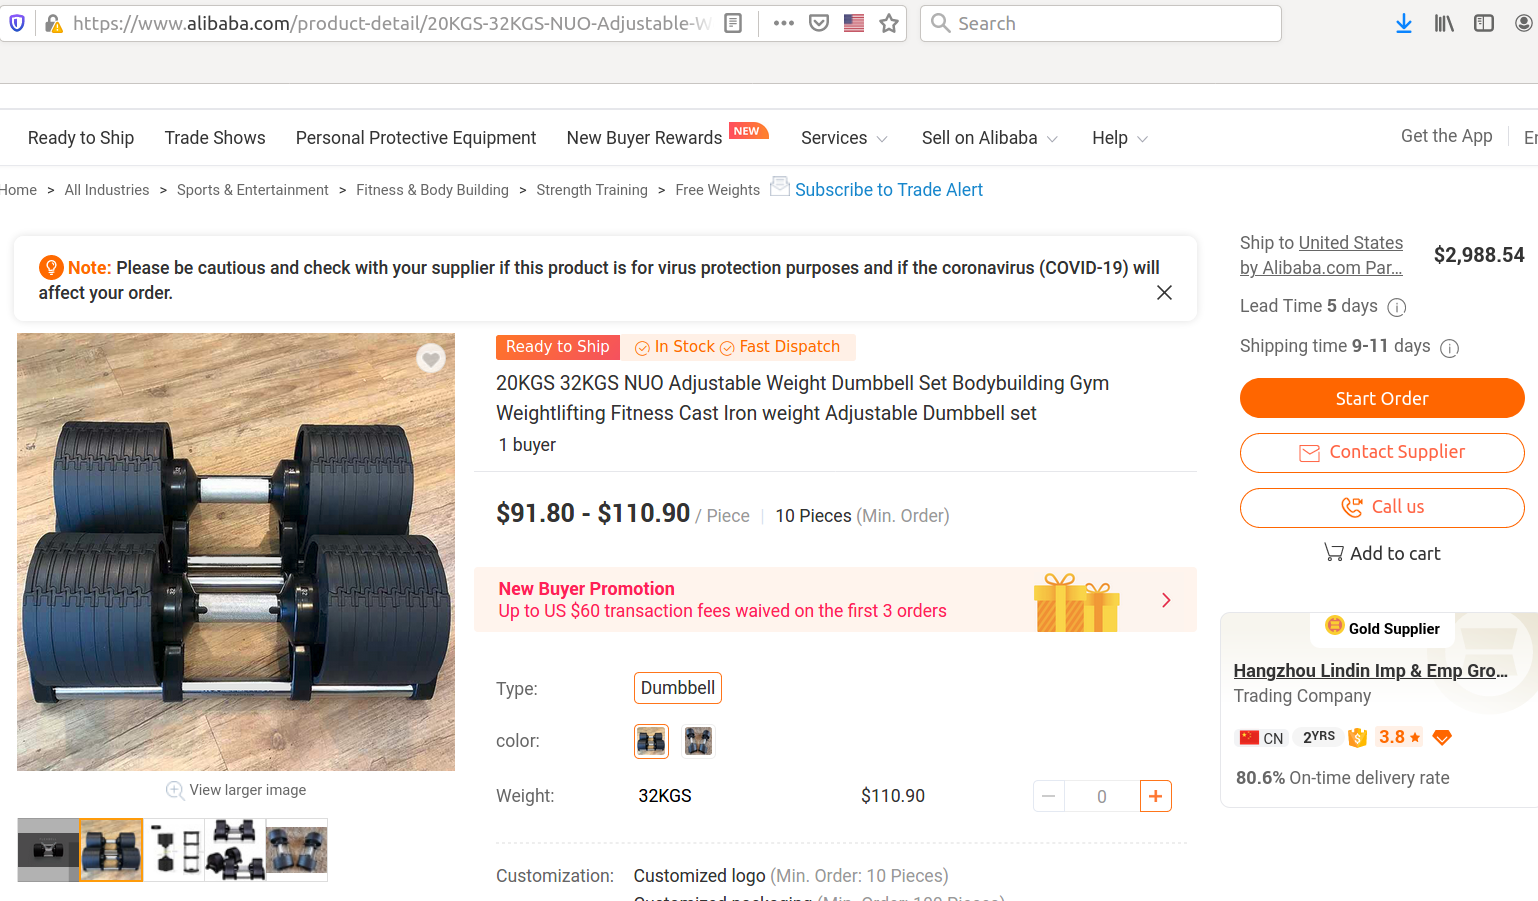 https://www.alibaba.com/product-detail/20KGS-32KGS-NUO-Adjustable-W
Search
Ready to Ship
Trade Shows
Personal Protective Equipment
New Buyer Rewards
NEW
Services
Sell on Alibaba
Help
Get the App
Home > All Industries > Sports & Entertainment > Fitness & Body Building > Strength Training > Free Weights
Subscribe to Trade Alert
Note: Please be cautious and check with your supplier if this product is for virus protection purposes and if the coronavirus (COVID-19) will
affect your order.
Ready to Ship
In Stock
Fast Dispatch
20KGS 32KGS NUO Adjustable Weight Dumbbell Set Bodybuilding Gym
Weightlifting Fitness Cast Iron weight Adjustable Dumbbell set
1 buyer
$91.80 - $110.90 / Piece
10 Pieces (Min. Order)
New Buyer Promotion
Up to US $60 transaction fees waived on the first 3 orders
Type:
Dumbbell
color:
Weight:
32KGS
$110.90
0
Customization:
Customized logo (Min. Order: 10 Pieces)
Customized packaging (Min. Order: 100 Pieces)
View larger image
Ship to United States
by Alibaba.com Par...
$2,988.54
Lead Time 5 days
Shipping time 9-11 days
Start Order
Contact Supplier
Call us
Add to cart
Gold Supplier
Hangzhou Lindin Imp & Emp Gro...
Trading Company
CN
2YRS
3.8
80.6% On-time delivery rate